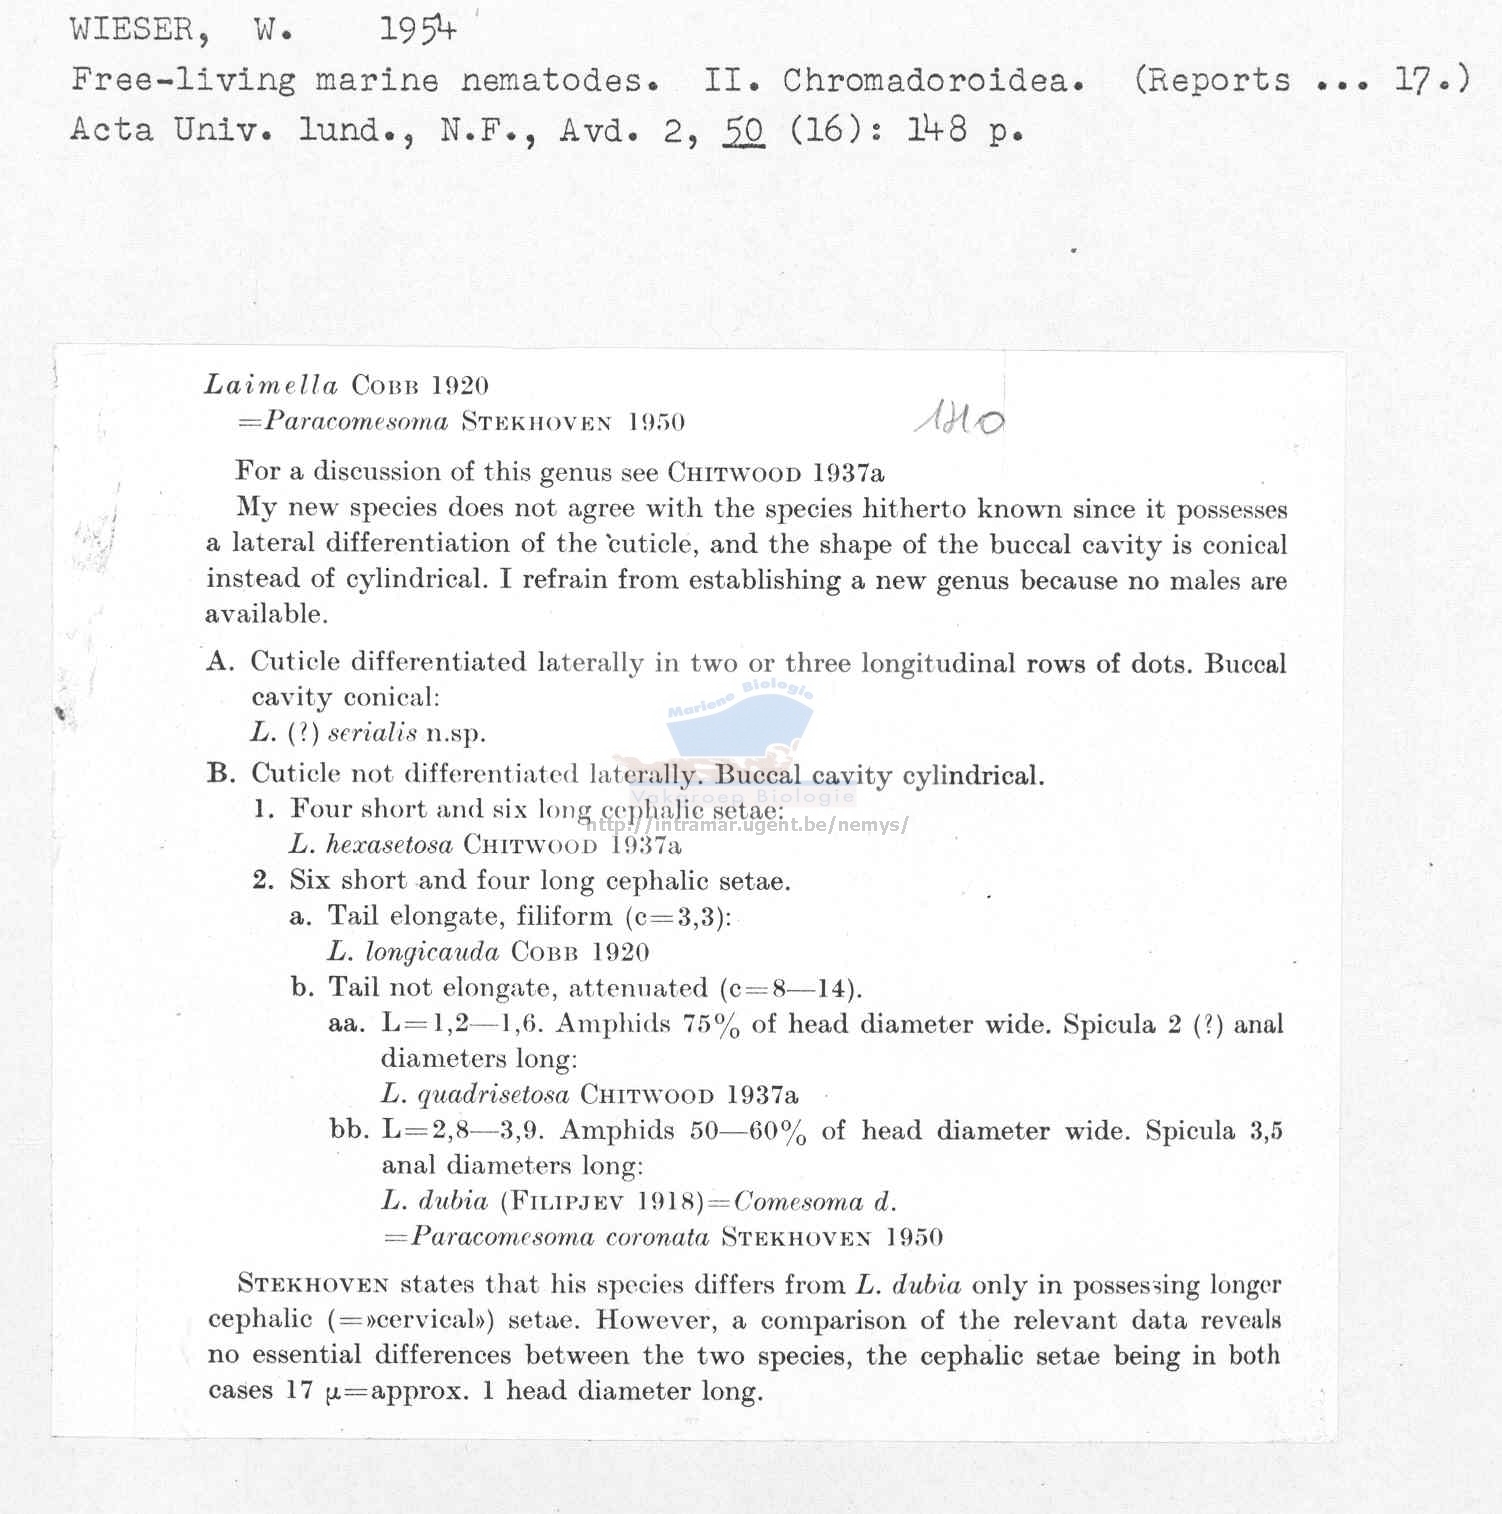 WIESER, W. 1954
Free-living marine nematodes. II. Chromadoroidea. (Reports ... 17.)
Acta Univ. lund., N.F., Avd. 2, 50 (16): 148 p.
Laimella COBB 1920
=Paracomesoma STEKHOVEN 1950
For a discussion of this genus see CHITWOOD 1937a
My new species does not agree with the species hitherto known since it possesses
a lateral differentiation of the cuticle, and the shape of the buccal cavity is conical
instead of cylindrical. I refrain from establishing a new genus because no males are
available.
A. Cuticle differentiated laterally in two or three longitudinal rows of dots. Buccal
cavity conical:
Mariene Biologie
L. (?) serialis n.sp.
B. Cuticle not differentiated laterally. Buccal cavity cylindrical.
Vakgroep Biologie
1. Four short and six long cephalic setae:
http://intramar.ugent.be/nemys/
L. hexasetosa CHITWOOD 1937a
2. Six short and four long cephalic setae.
a. Tail elongate, filiform (c=3,3):
L. longicauda COBB 1920
b. Tail not elongate, attenuated (c=8—14).
aa. L=1,2—1,6. Amphids 75% of head diameter wide. Spicula 2 (?) anal
diameters long:
L. quadrisetosa CHITWOOD 1937a
bb. L=2,8—3,9. Amphids 50—60% of head diameter wide. Spicula 3,5
anal diameters long:
L. dubia (FILIPJEV 1918)=Comesoma d.
=Paracomesoma coronata STEKHOVEN 1950
STEKHOVEN states that his species differs from L. dubia only in possessing longer
cephalic (=»cervical») setae. However, a comparison of the relevant data reveals
no essential differences between the two species, the cephalic setae being in both
cases 17 µ=approx. 1 head diameter long.